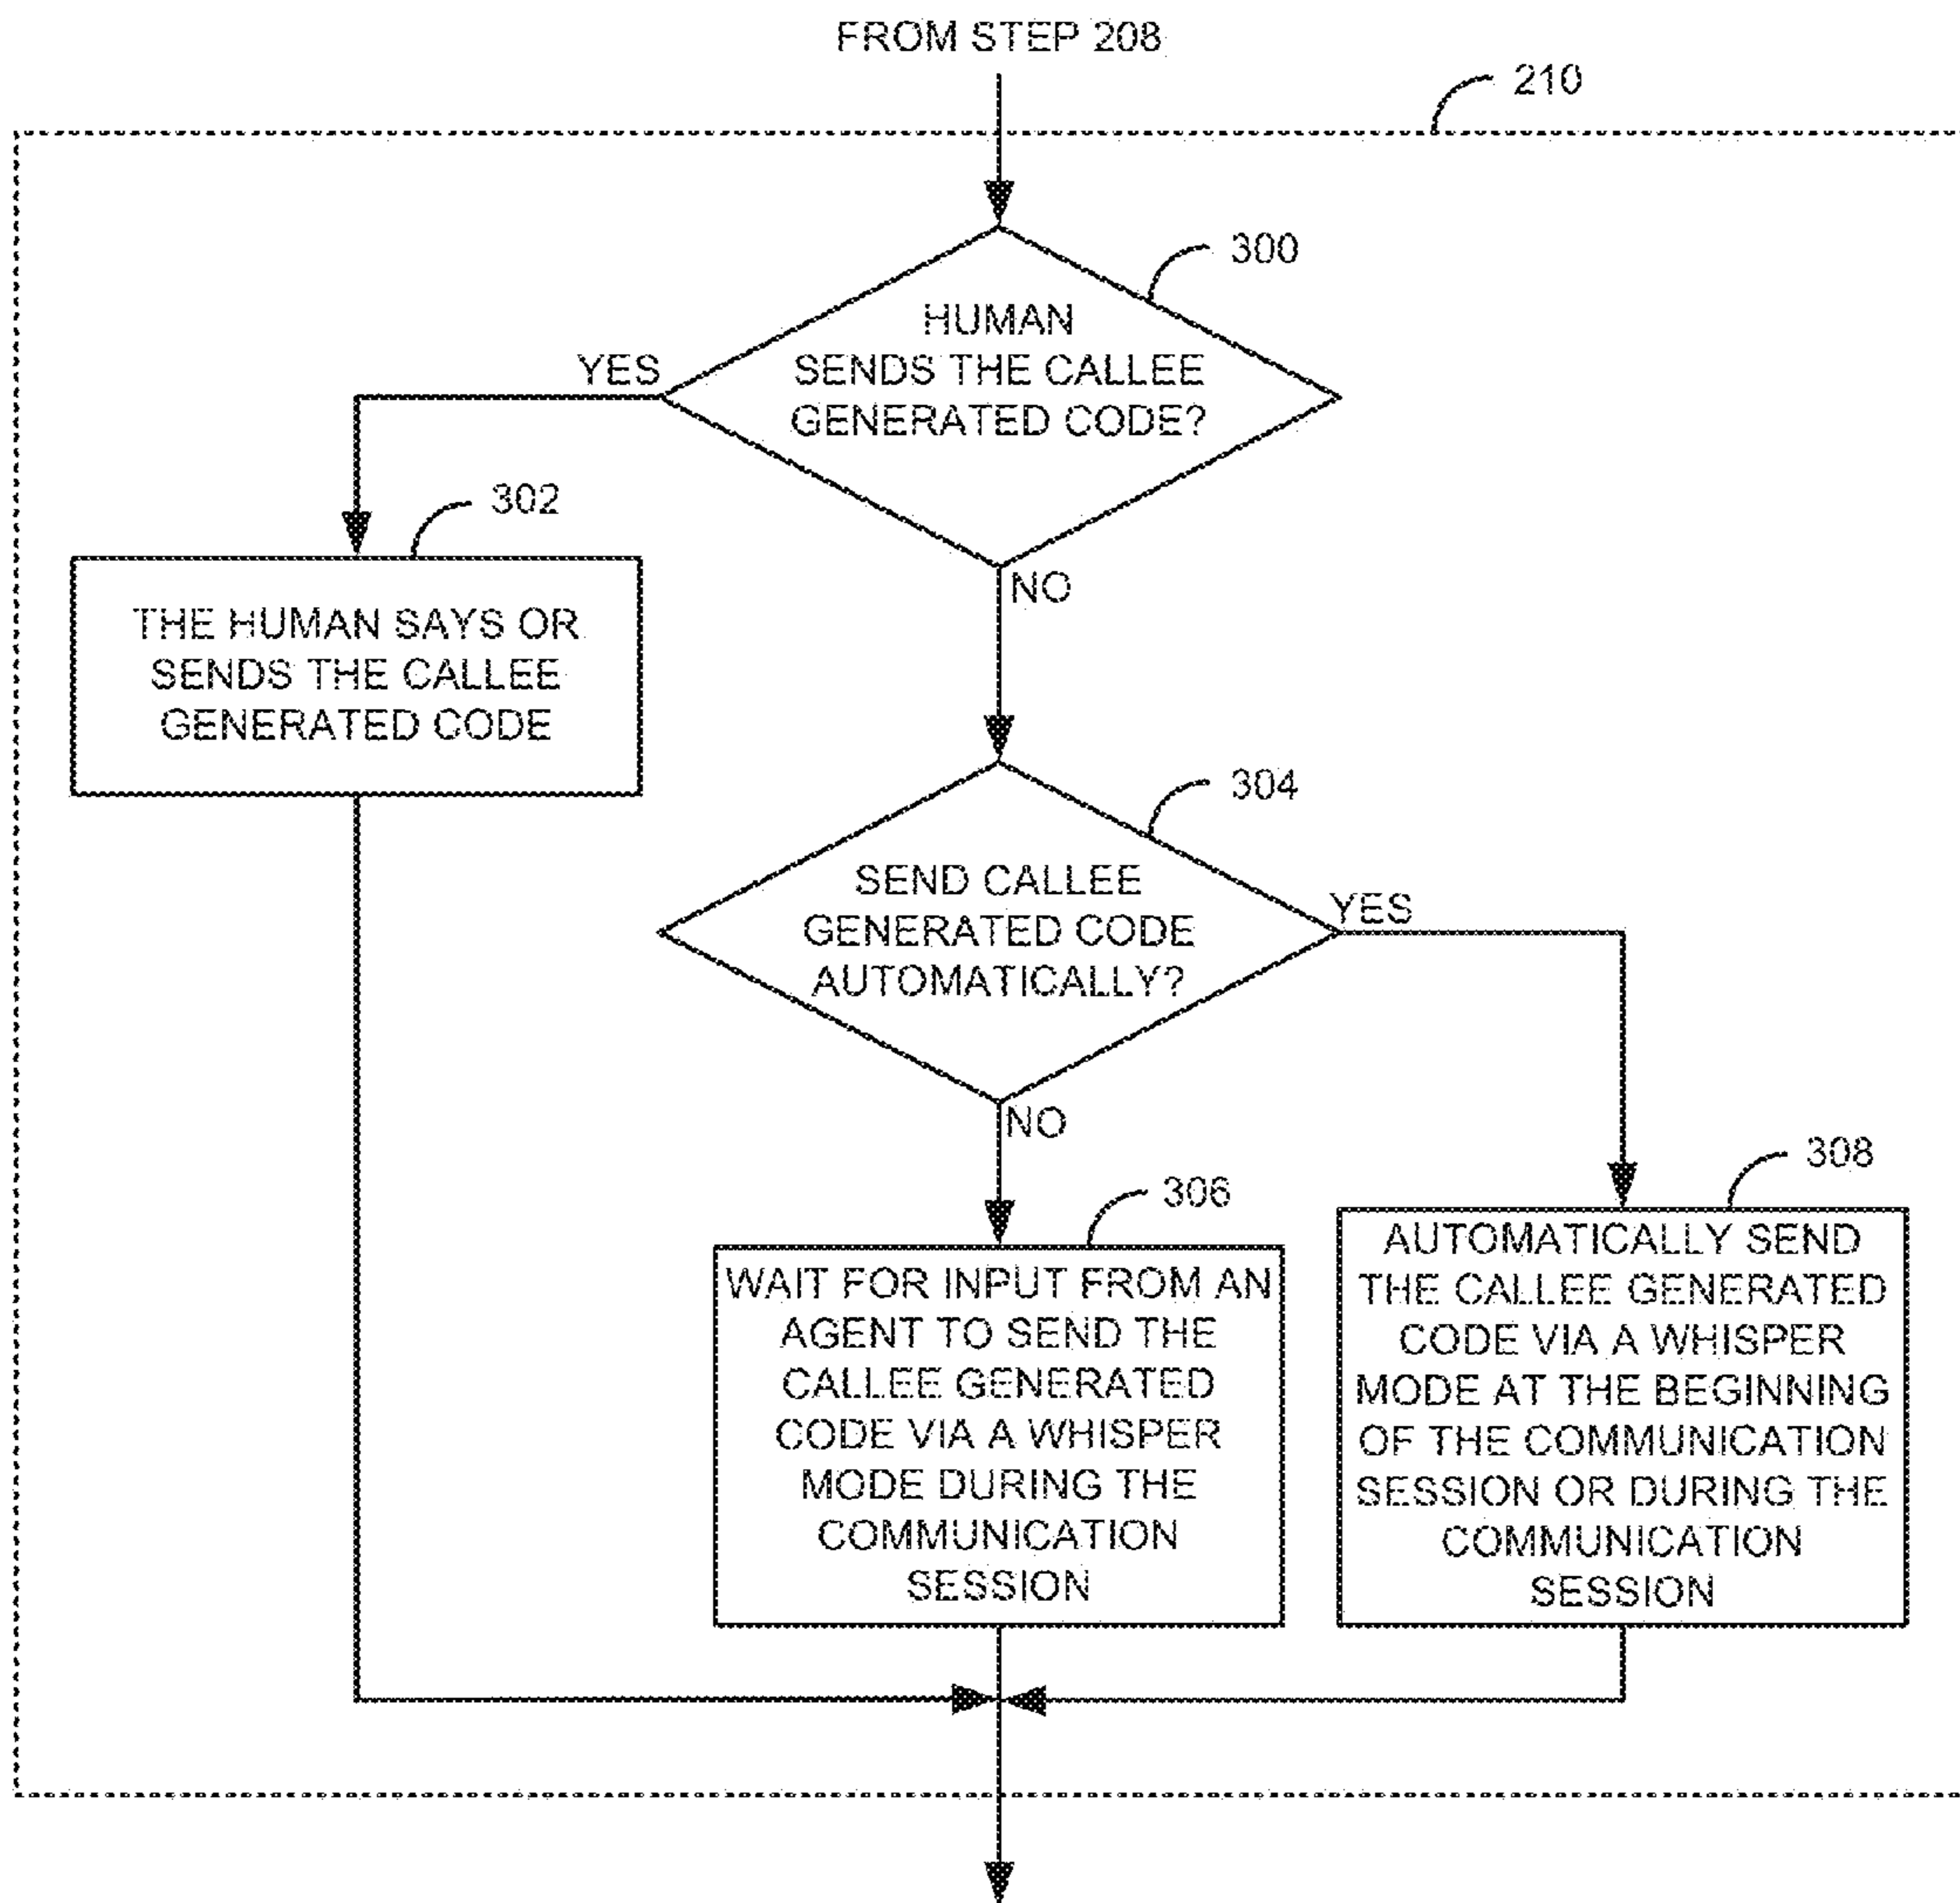 FROM STEP 208
210
300
HUMAN
SENDS THE CALLEE
GENERATED CODE?
YES
NO
302
THE HUMAN SAYS OR
SENDS THE CALLEE
GENERATED CODE
304
SEND CALLEE
GENERATED CODE
AUTOMATICALLY?
YES
NO
306
WAIT FOR INPUT FROM AN
AGENT TO SEND THE
CALLEE GENERATED
CODE VIA A WHISPER
MODE DURING THE
COMMUNICATION
SESSION
308
AUTOMATICALLY SEND
THE CALLEE GENERATED
CODE VIA A WHISPER
MODE AT THE BEGINNING
OF THE COMMUNICATION
SESSION OR DURING THE
COMMUNICATION
SESSION